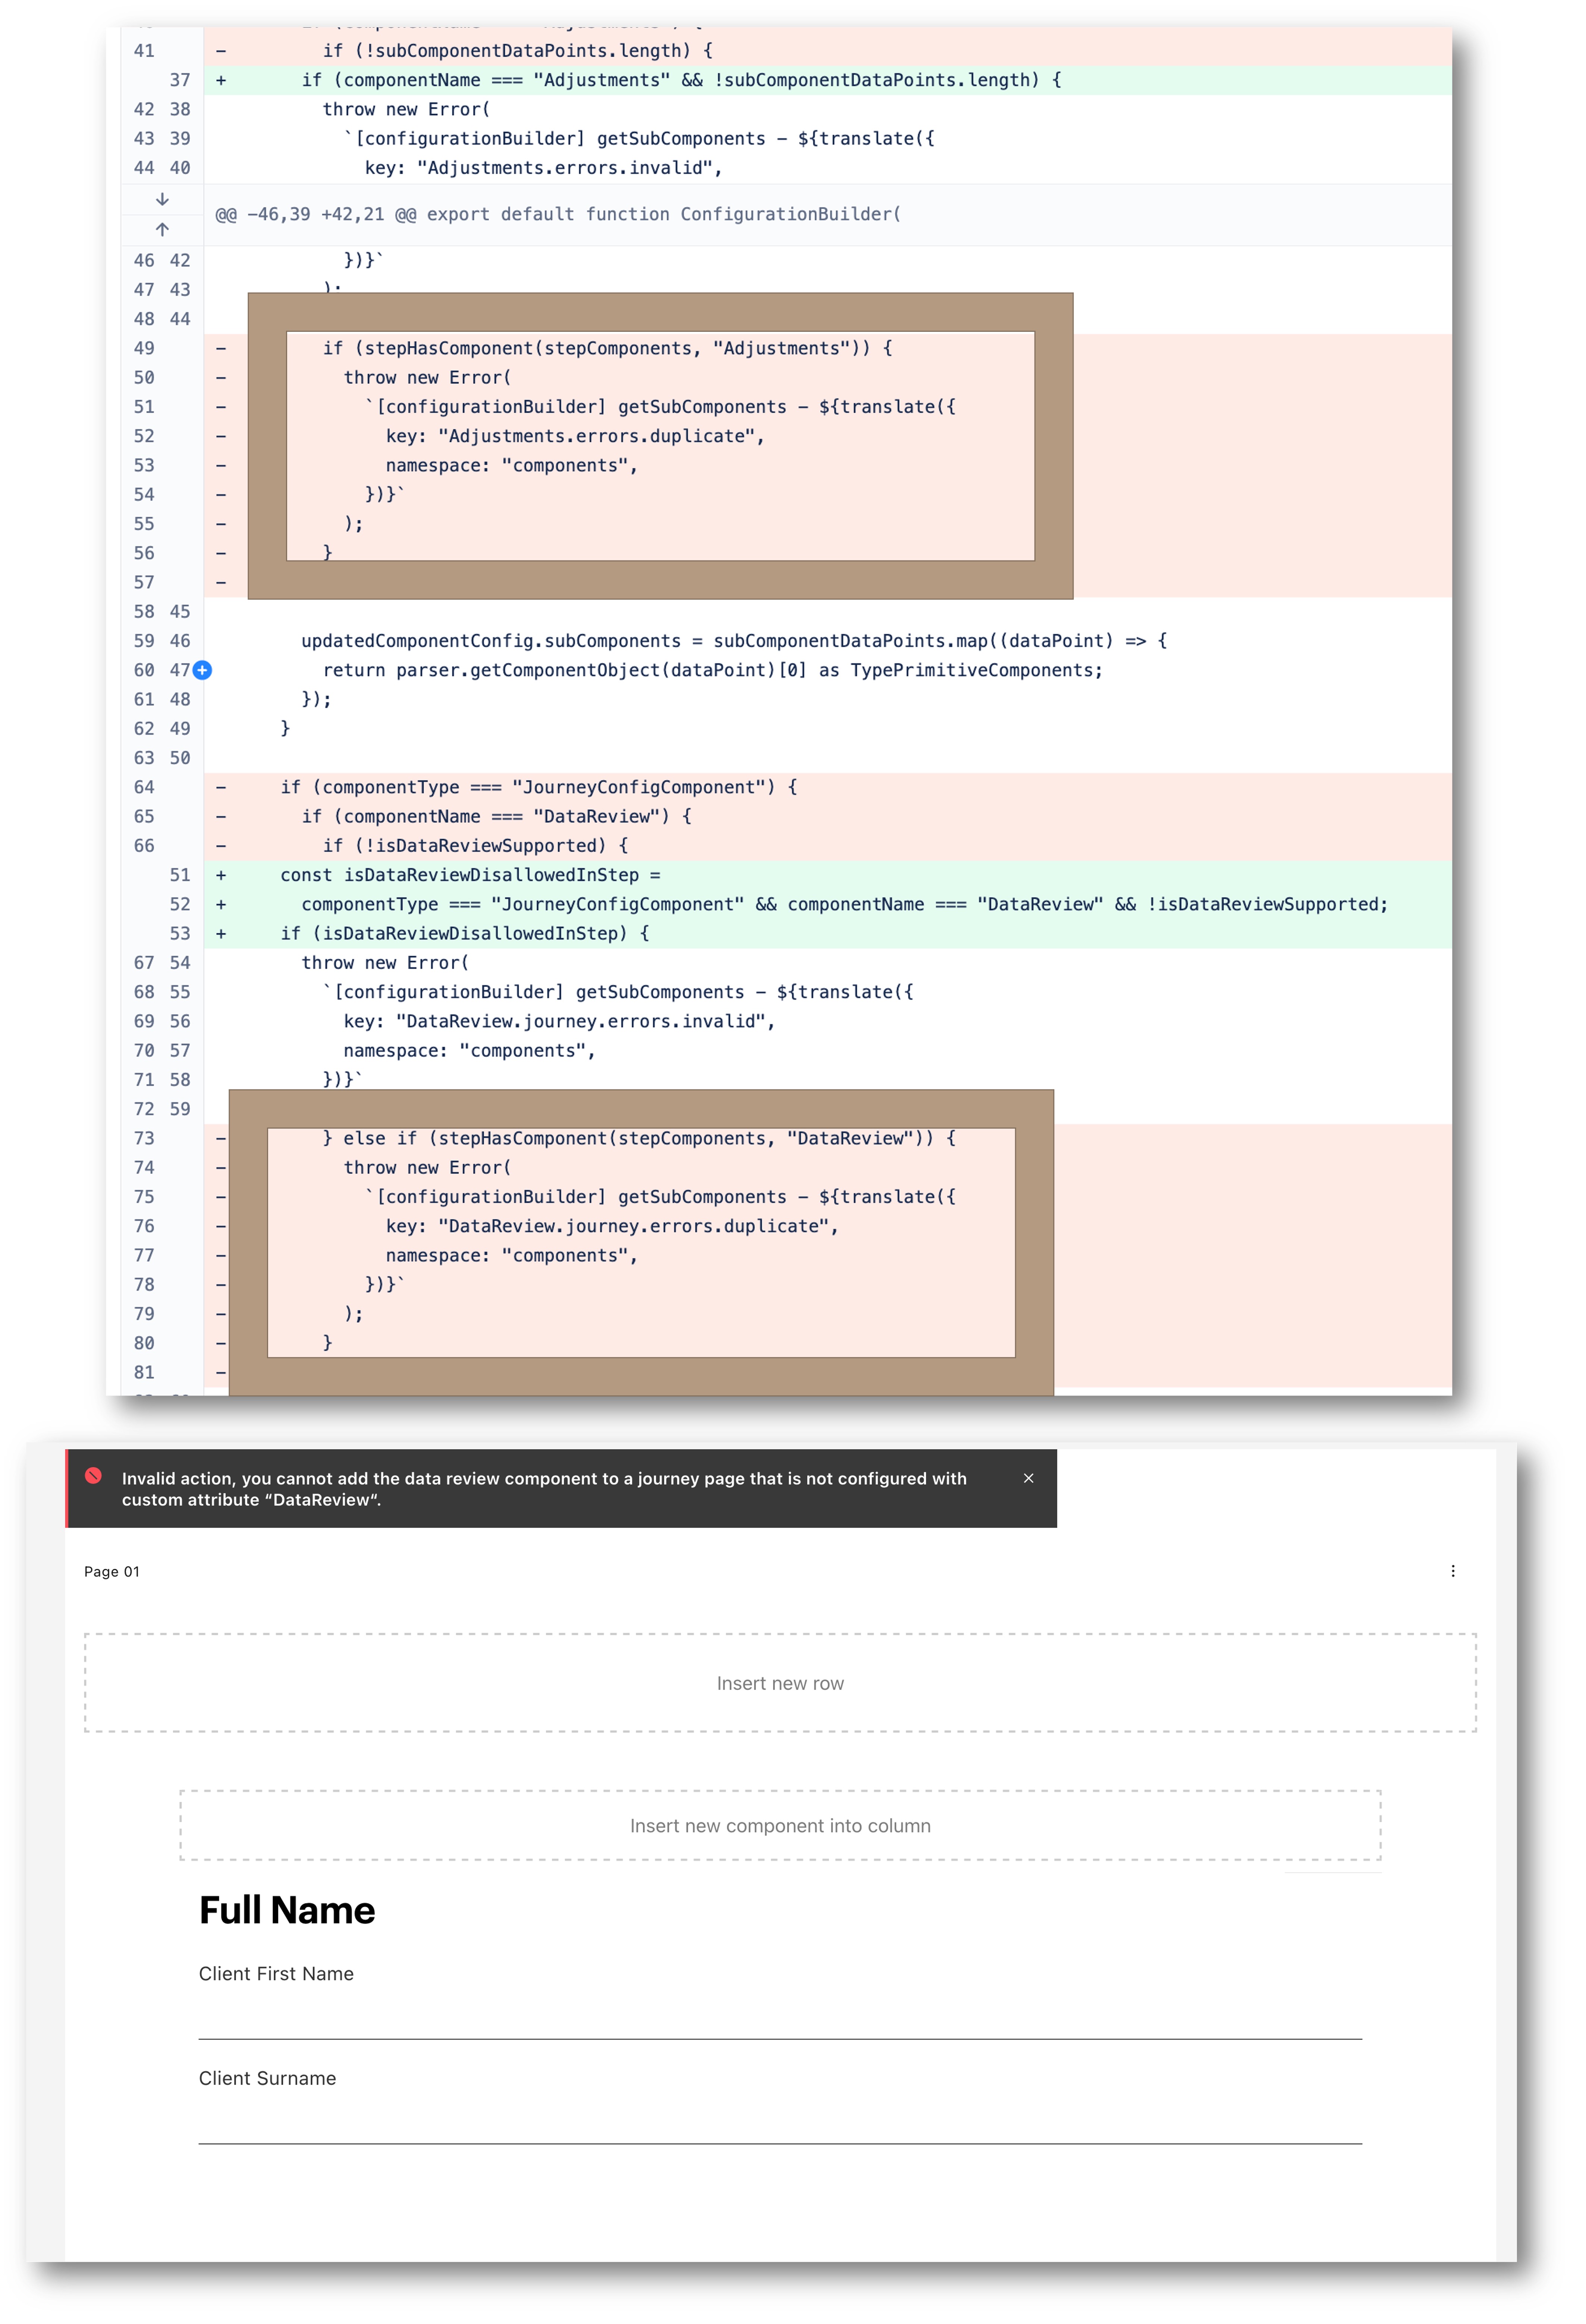 41 - if (!subComponentDataPoints.length) {
37 + if (componentName === "Adjustments" && !subComponentDataPoints.length) {
42 38 throw new Error(
43 39 `[configurationBuilder] getSubComponents – ${translate({
44 40 key: "Adjustments.errors.invalid",
@@ -46,39 +42,21 @@ export default function ConfigurationBuilder(
46 42 })}`
47 43 );
48 44
49 - if (stepHasComponent(stepComponents, "Adjustments")) {
50 - throw new Error(
51 - `[configurationBuilder] getSubComponents – ${translate({
52 - key: "Adjustments.errors.duplicate",
53 - namespace: "components",
54 - })}`
55 - );
56 - }
57 -
58 45
59 46 updatedComponentConfig.subComponents = subComponentDataPoints.map((dataPoint) => {
60 47 return parser.getComponentObject(dataPoint)[0] as TypePrimitiveComponents;
61 48 });
62 49 }
63 50
64 - if (componentType === "JourneyConfigComponent") {
65 - if (componentName === "DataReview") {
66 - if (!isDataReviewSupported) {
51 + const isDataReviewDisallowedInStep =
52 + componentType === "JourneyConfigComponent" && componentName === "DataReview" && !isDataReviewSupported;
53 + if (isDataReviewDisallowedInStep) {
67 54 throw new Error(
68 55 `[configurationBuilder] getSubComponents – ${translate({
69 56 key: "DataReview.journey.errors.invalid",
70 57 namespace: "components",
71 58 })}`
72 59
73 - } else if (stepHasComponent(stepComponents, "DataReview")) {
74 - throw new Error(
75 - `[configurationBuilder] getSubComponents – ${translate({
76 - key: "DataReview.journey.errors.duplicate",
77 - namespace: "components",
78 - })}`
79 - );
80 - }
81 -
Invalid action, you cannot add the data review component to a journey page that is not configured with
custom attribute “DataReview“.
Page 01
Insert new row
Insert new component into column
Full Name
Client First Name
Client Surname